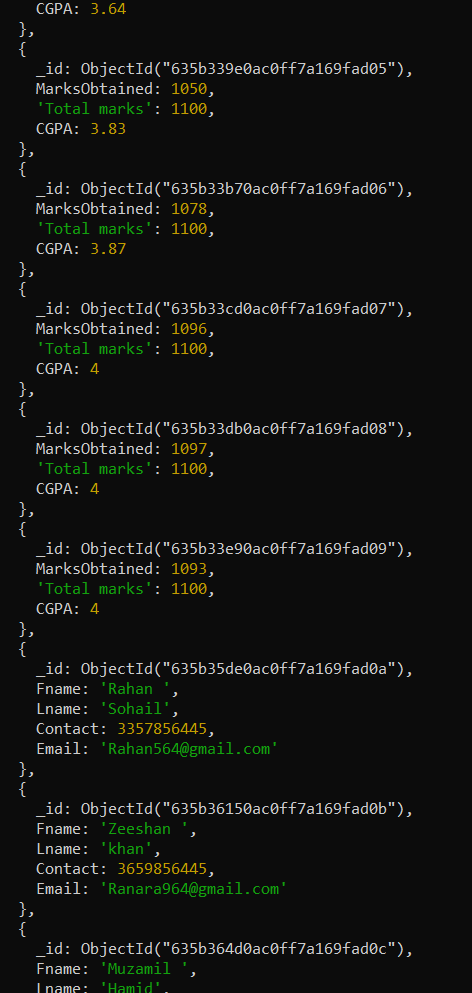 CGPA: 3.64
},
{
_id: ObjectId("635b339e0ac0ff7a169fad05"),
MarksObtained: 1050,
'Total marks': 1100,
CGPA: 3.83
},
{
_id: ObjectId("635b33b70ac0ff7a169fad06"),
MarksObtained: 1078,
'Total marks': 1100,
CGPA: 3.87
},
{
_id: ObjectId("635b33cd0ac0ff7a169fad07"),
MarksObtained: 1096,
'Total marks': 1100,
CGPA: 4
},
{
_id: ObjectId("635b33db0ac0ff7a169fad08"),
MarksObtained: 1097,
'Total marks': 1100,
CGPA: 4
},
{
_id: ObjectId("635b33e90ac0ff7a169fad09"),
MarksObtained: 1093,
'Total marks': 1100,
CGPA: 4
},
{
_id: ObjectId("635b35de0ac0ff7a169fad0a"),
Fname: 'Rahan ',
Lname: 'Sohail',
Contact: 3357856445,
Email: 'Rahan564@gmail.com'
},
{
_id: ObjectId("635b36150ac0ff7a169fad0b"),
Fname: 'Zeeshan ',
Lname: 'khan',
Contact: 3659856445,
Email: 'Ranara964@gmail.com'
},
{
_id: ObjectId("635b364d0ac0ff7a169fad0c"),
Fname: 'Muzamil ',
Lname: 'Hamid',